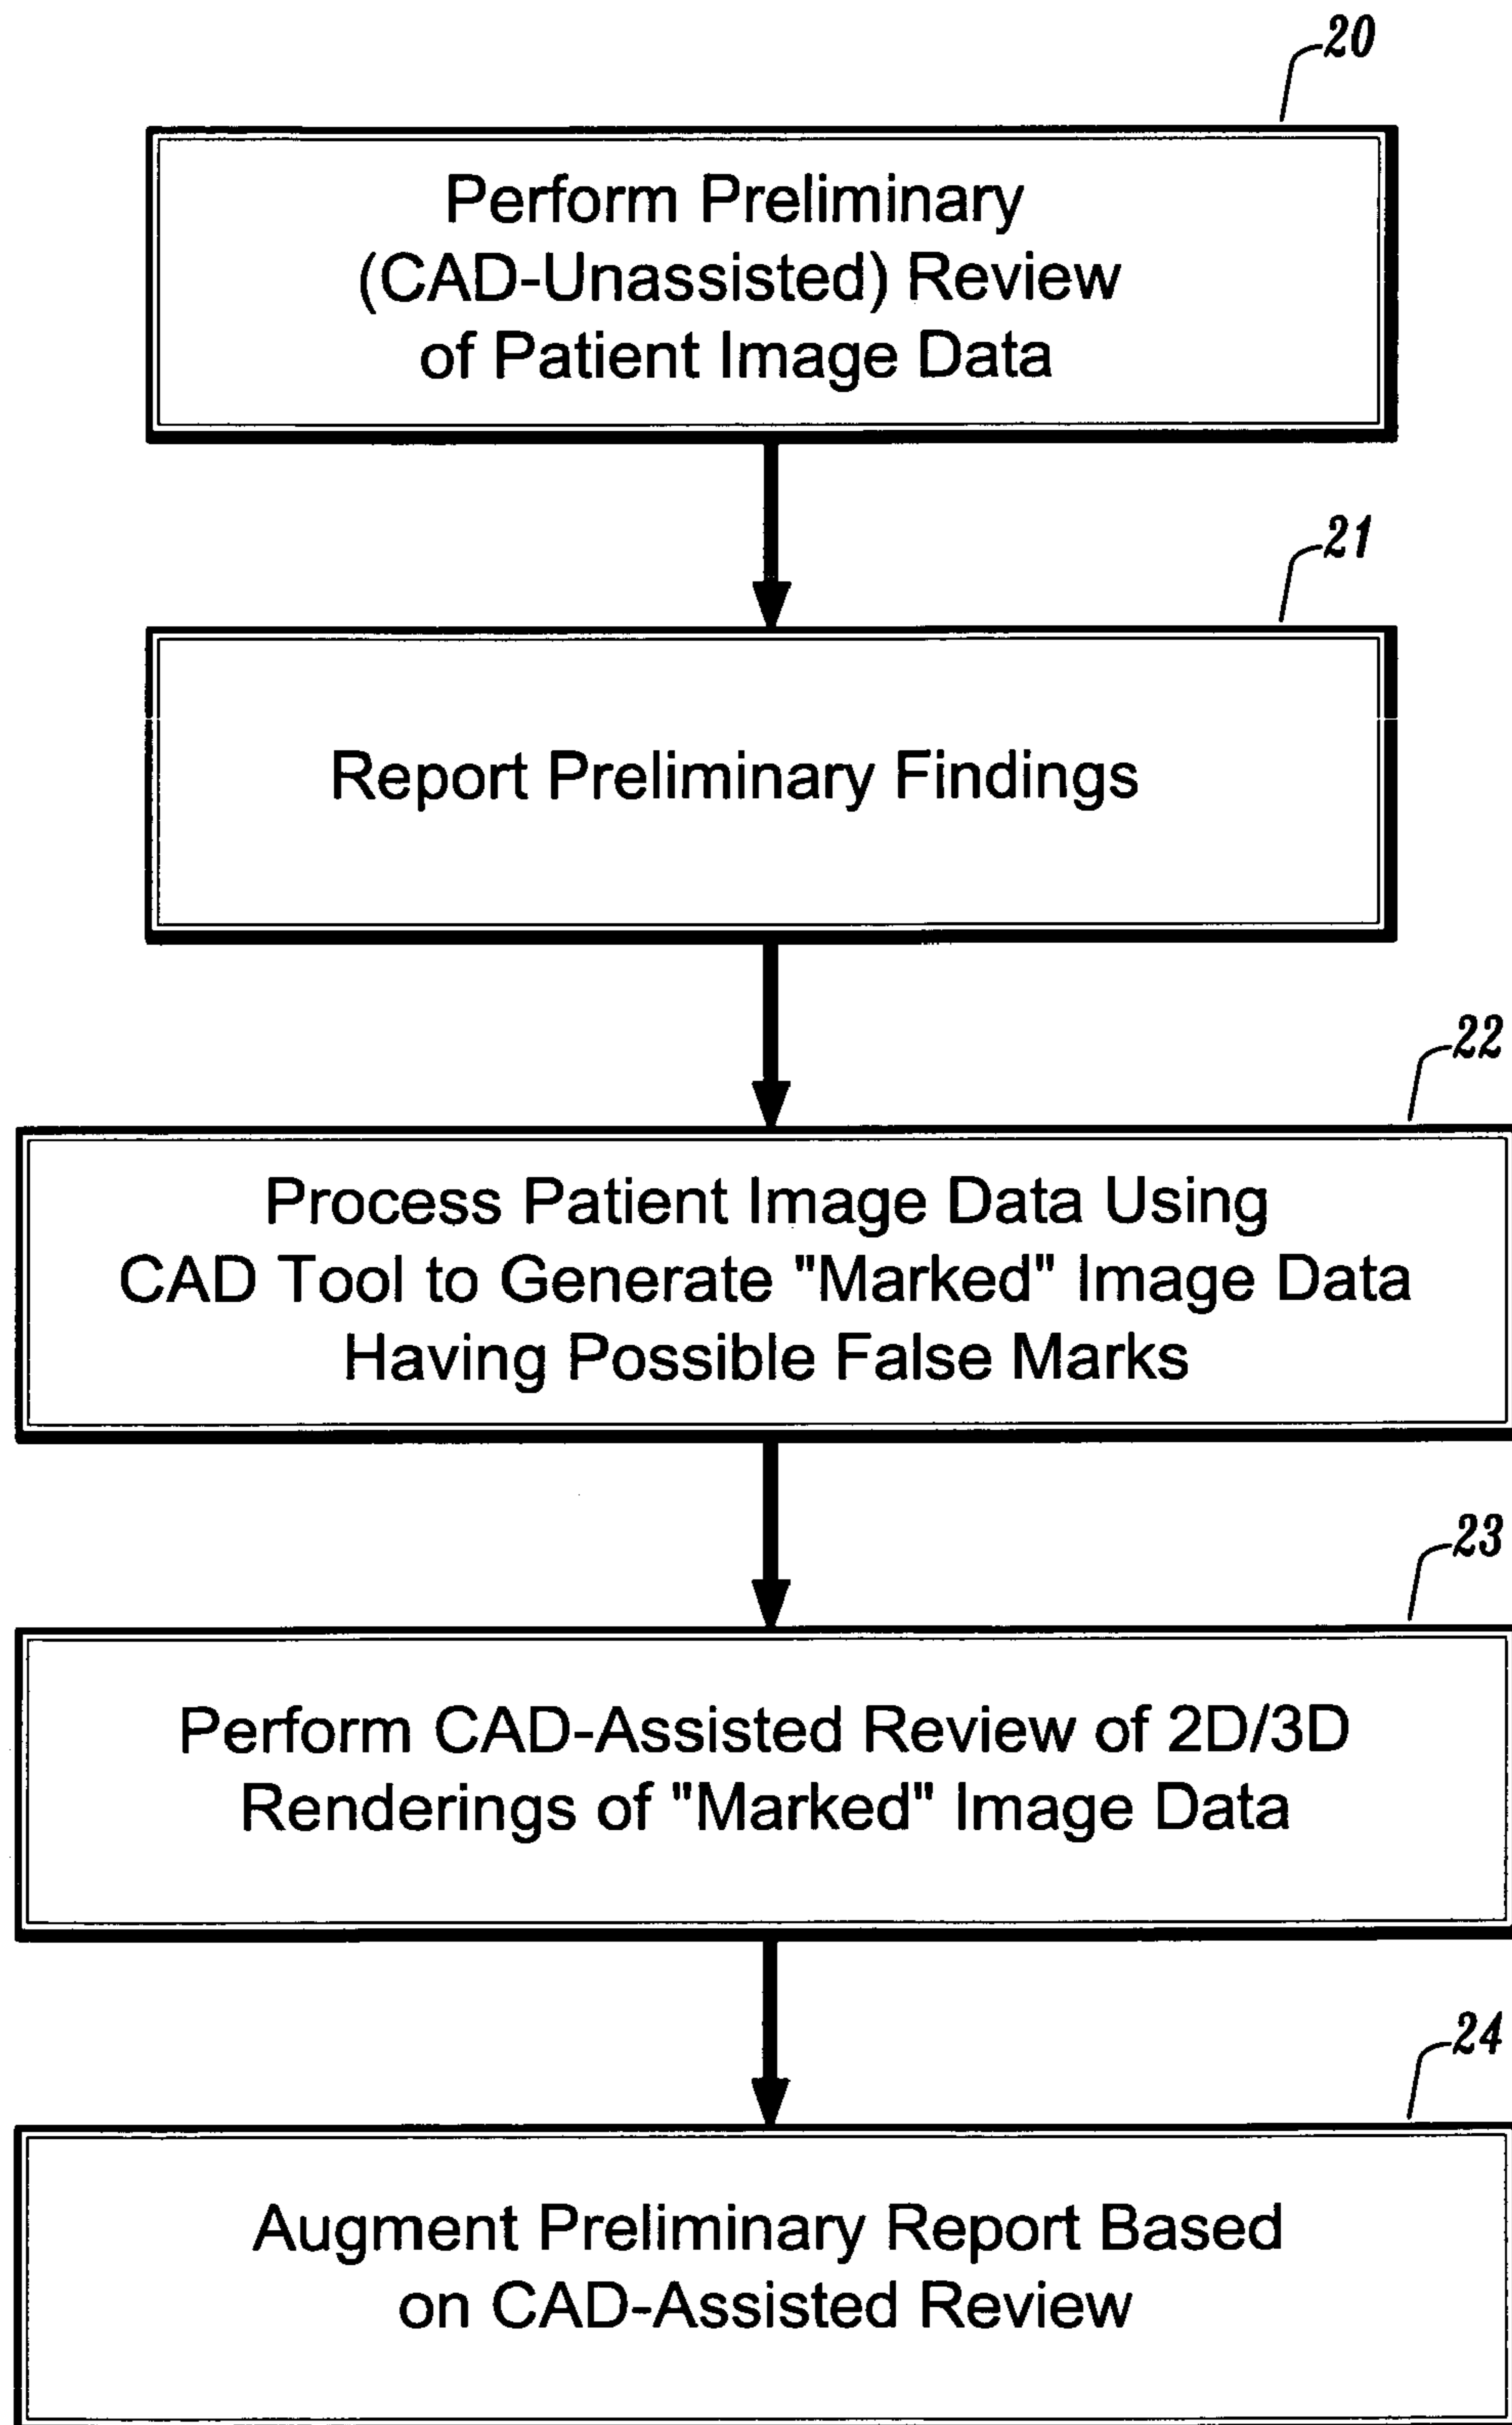 20
Perform Preliminary
(CAD-Unassisted) Review
of Patient Image Data
21
Report Preliminary Findings
22
Process Patient Image Data Using
CAD Tool to Generate "Marked" Image Data
Having Possible False Marks
23
Perform CAD-Assisted Review of 2D/3D
Renderings of "Marked" Image Data
24
Augment Preliminary Report Based
on CAD-Assisted Review